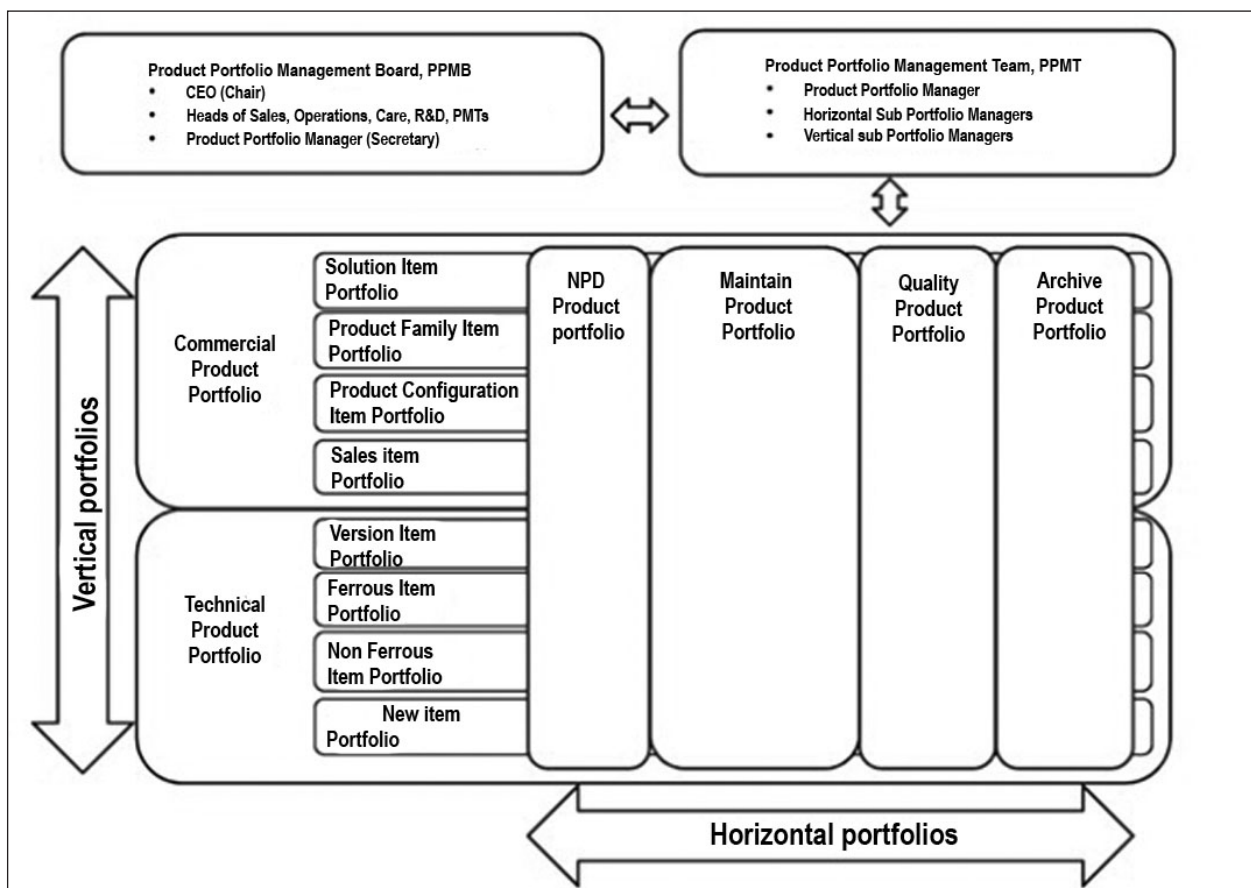 Product Portfolio Management Board, PPMB
• CEO (Chair)
• Heads of Sales, Operations, Care, R&D, PMTs
• Product Portfolio Manager (Secretary)
Product Portfolio Management Team, PPMT
• Product Portfolio Manager
• Horizontal Sub Portfolio Managers
• Vertical sub Portfolio Managers
Vertical portfolios
Commercial
Product
Portfolio
Solution Item
Portfolio
Product Family Item
Portfolio
Product Configuration
Item Portfolio
Sales item
Portfolio
Technical
Product
Portfolio
Version Item
Portfolio
Ferrous Item
Portfolio
Non Ferrous
Item Portfolio
New item
Portfolio
NPD
Product
portfolio
Maintain
Product
Portfolio
Quality
Product
Portfolio
Archive
Product
Portfolio
Horizontal portfolios